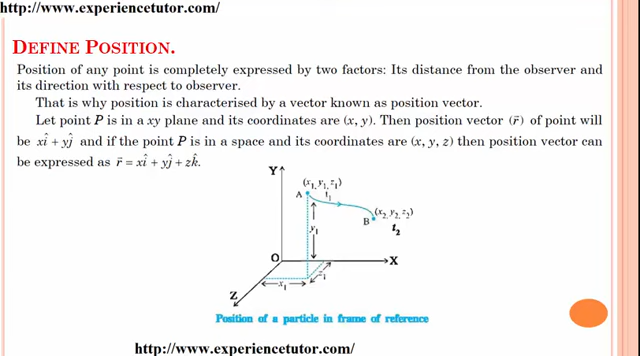 http://www.experiencetutor.com/
DEFINE POSITION.
Position of any point is completely expressed by two factors: Its distance from the observer and
its direction with respect to observer.
That is why position is characterised by a vector known as position vector.
Let point P is in a xy plane and its coordinates are (x, y). Then position vector (r⃗) of point will
be xî + yĵ and if the point P is in a space and its coordinates are (x, y, z) then position vector can
be expressed as r⃗ = xî + yĵ + zk̂.
Y
(x₁, y₁, z₁)
A t₁
(x₂, y₂, z₂)
B t₂
y₁
O X
z₁
x₁
Z
Position of a particle in frame of reference
http://www.experiencetutor.com/